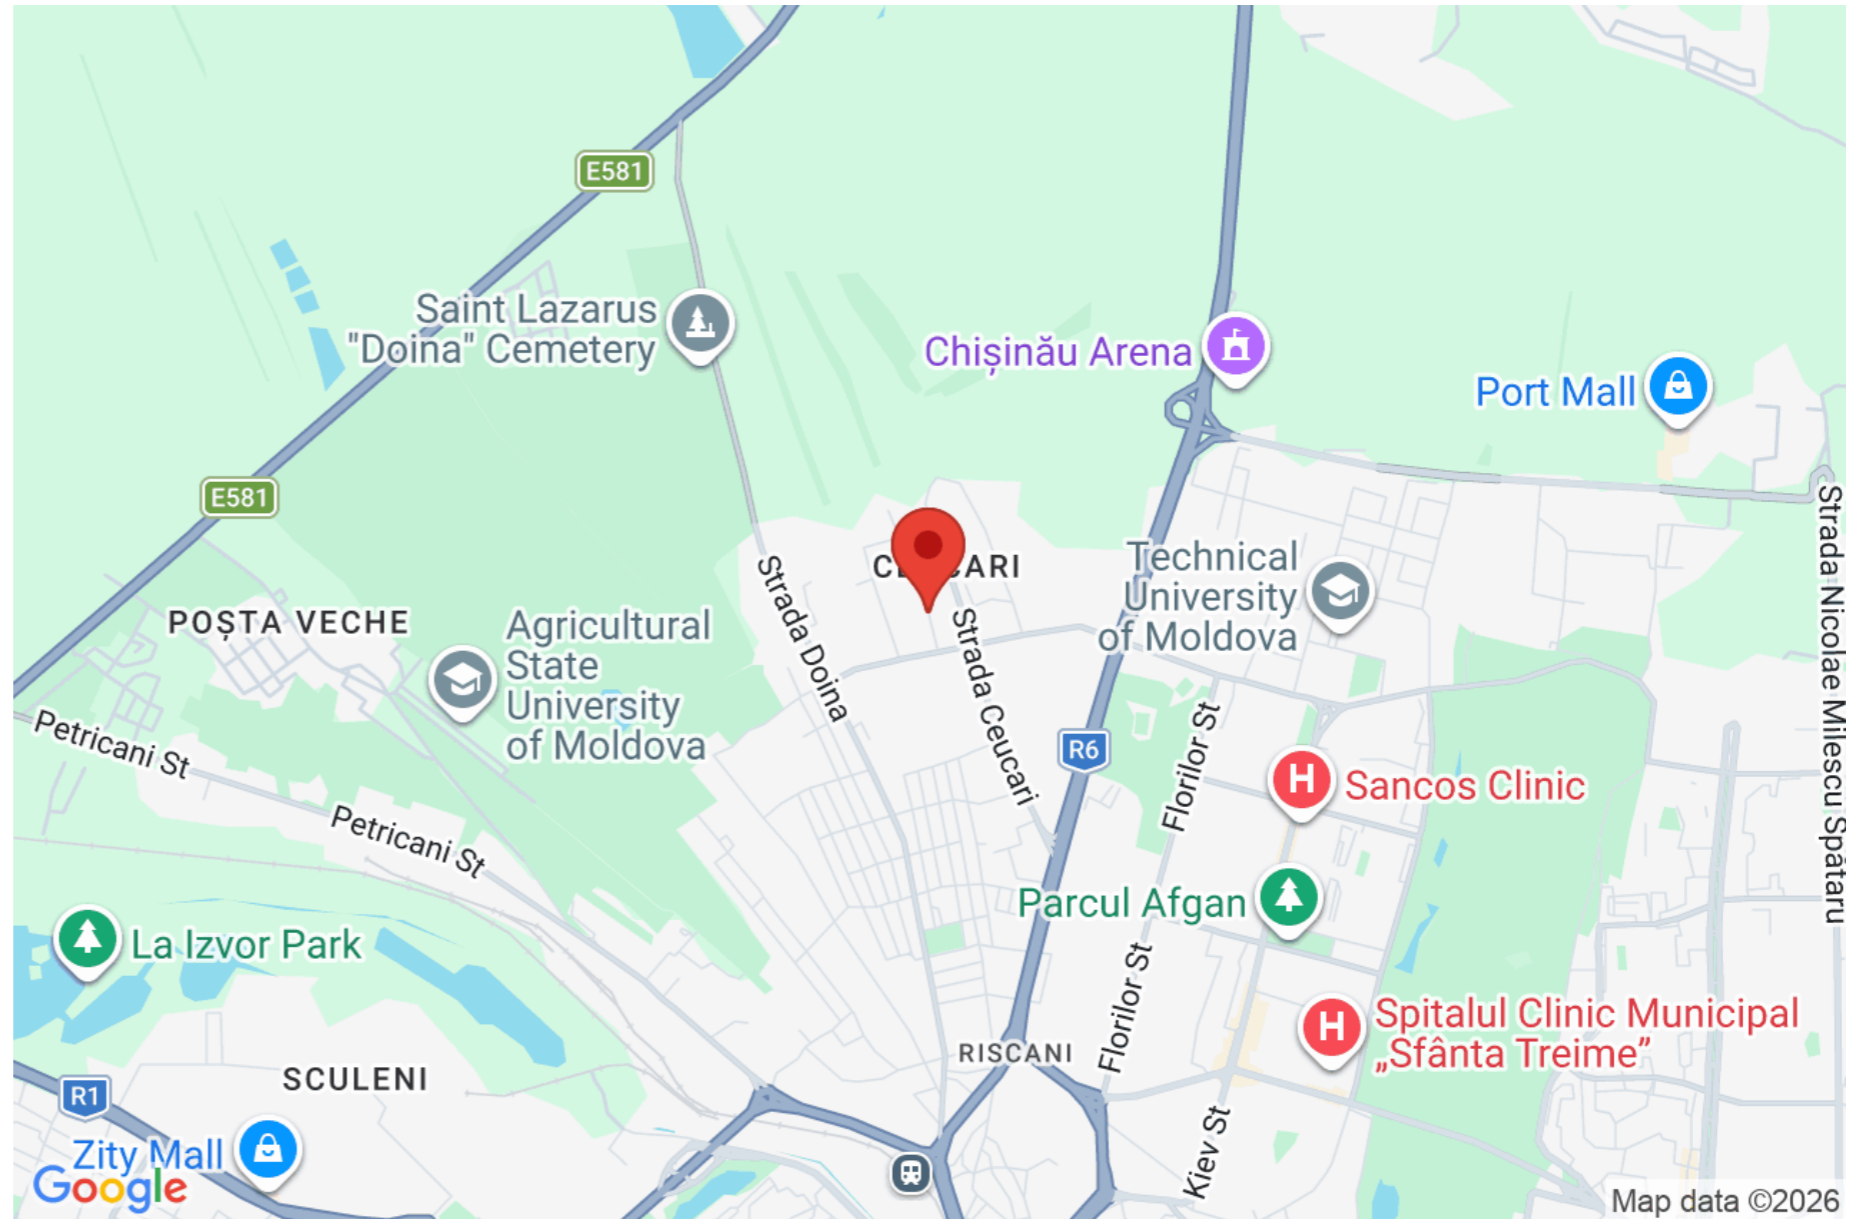 E581
Saint Lazarus
"Doina" Cemetery
Chișinău Arena
Port Mall
E581
Strada Nicolae Milescu Spătaru
Technical
University
of Moldova
Strada Doina
Strada Ceucari
POȘTA VECHE
Agricultural
State
University
of Moldova
Petricani St
Petricani St
R6
Florilor St
Sancos Clinic
Parcul Afgan
La Izvor Park
Florilor St
Spitalul Clinic Municipal
„Sfânta Treime”
RISCANI
SCULENI
R1
Zity Mall
Kiev St
Google
Map data ©2026